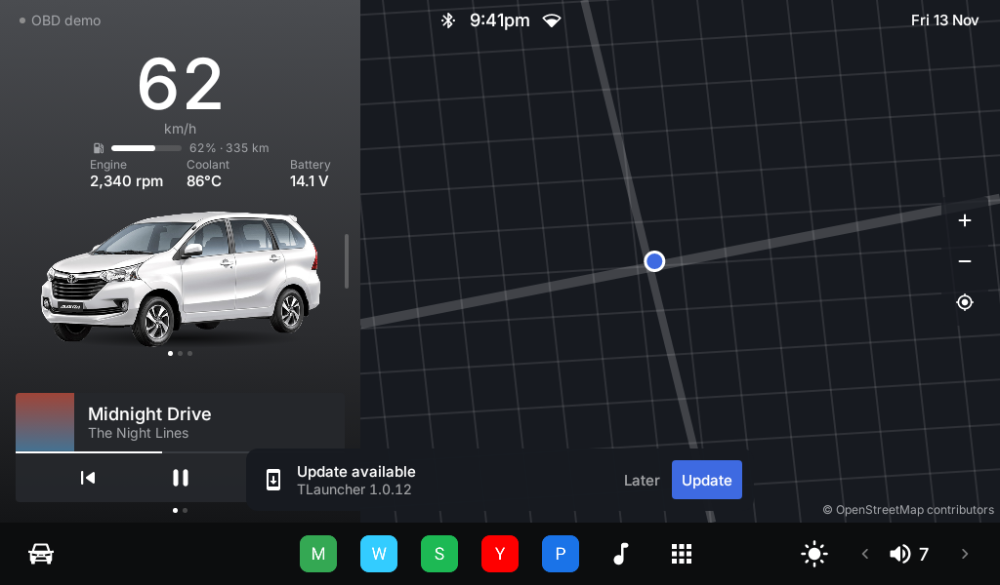 OBD demo
9:41pm
Fri 13 Nov
62
km/h
62% · 335 km
Engine
Coolant
Battery
2,340 rpm
86°C
14.1 V
Midnight Drive
The Night Lines
Update available
TLauncher 1.0.12
Later
Update
© OpenStreetMap contributors
M
W
S
Y
P
7